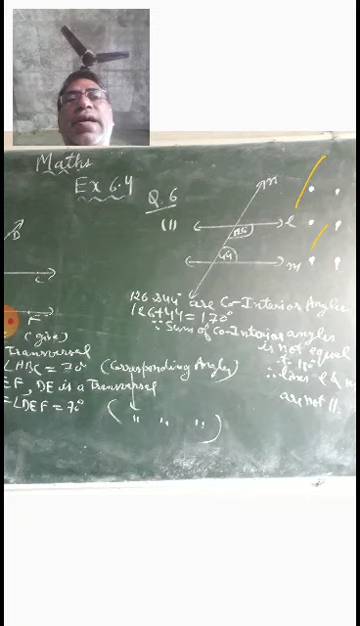 Maths
Ex 6.4
Q.6
(1)
n
l
126
44
m
D
C
F
126° & 44° are Co-Interior Angles
126+44 = 170°
∵ Sum of Co-Interior angles
is not equal
to 180°
∴ lines l & m
are not ||.
(give)
Transversal
∠ABC = 70° (Corresponding Angles)
EF, DE is a Transversal
= ∠DEF = 70° ( " " " )